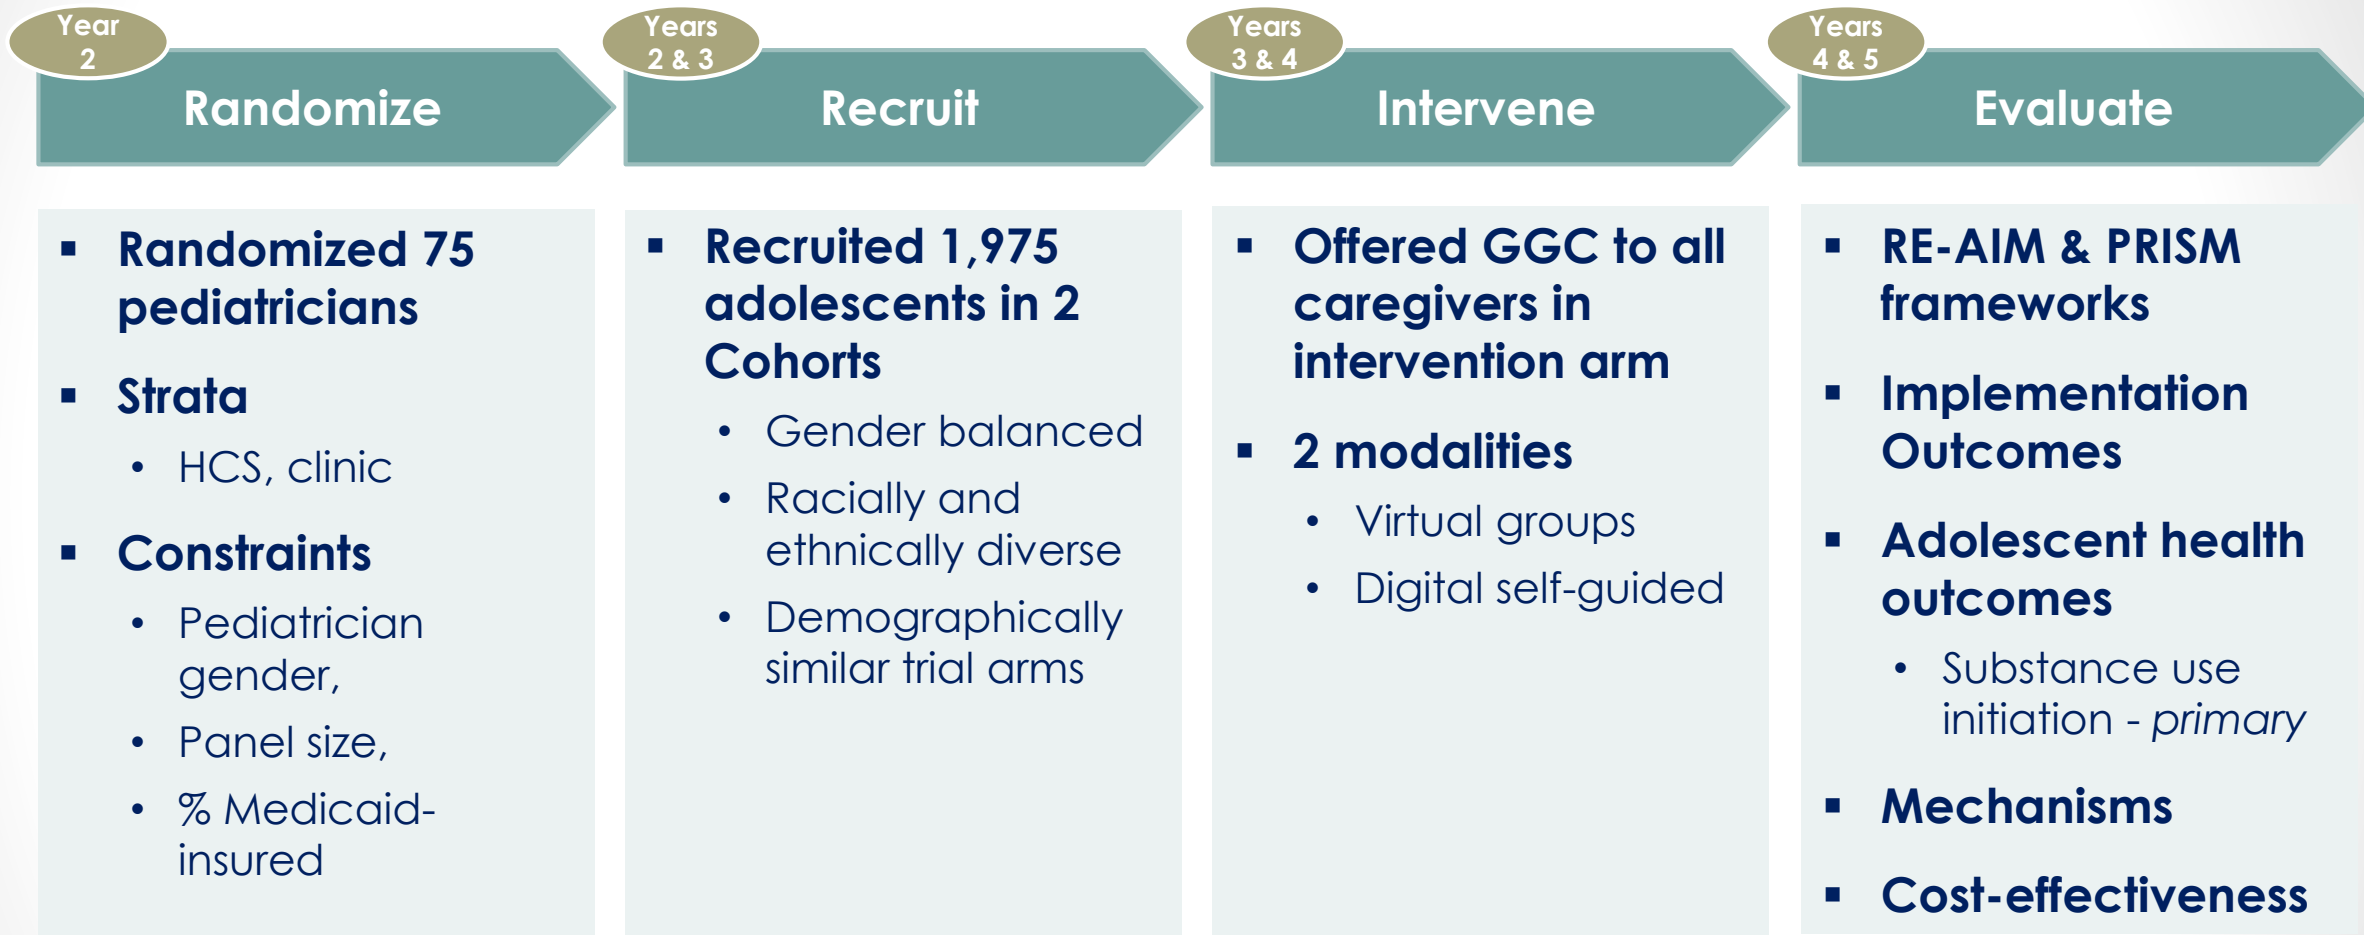 Year
2
Randomize
▪ Randomized 75
pediatricians
▪ Strata
• HCS, clinic
▪ Constraints
• Pediatrician
gender,
• Panel size,
• % Medicaid-
insured
Years
2 & 3
Recruit
▪ Recruited 1,975
adolescents in 2
Cohorts
• Gender balanced
• Racially and
ethnically diverse
• Demographically
similar trial arms
Years
3 & 4
Intervene
▪ Offered GGC to all
caregivers in
intervention arm
▪ 2 modalities
• Virtual groups
• Digital self-guided
Years
4 & 5
Evaluate
▪ RE-AIM & PRISM
frameworks
▪ Implementation
Outcomes
▪ Adolescent health
outcomes
• Substance use
initiation - primary
▪ Mechanisms
▪ Cost-effectiveness